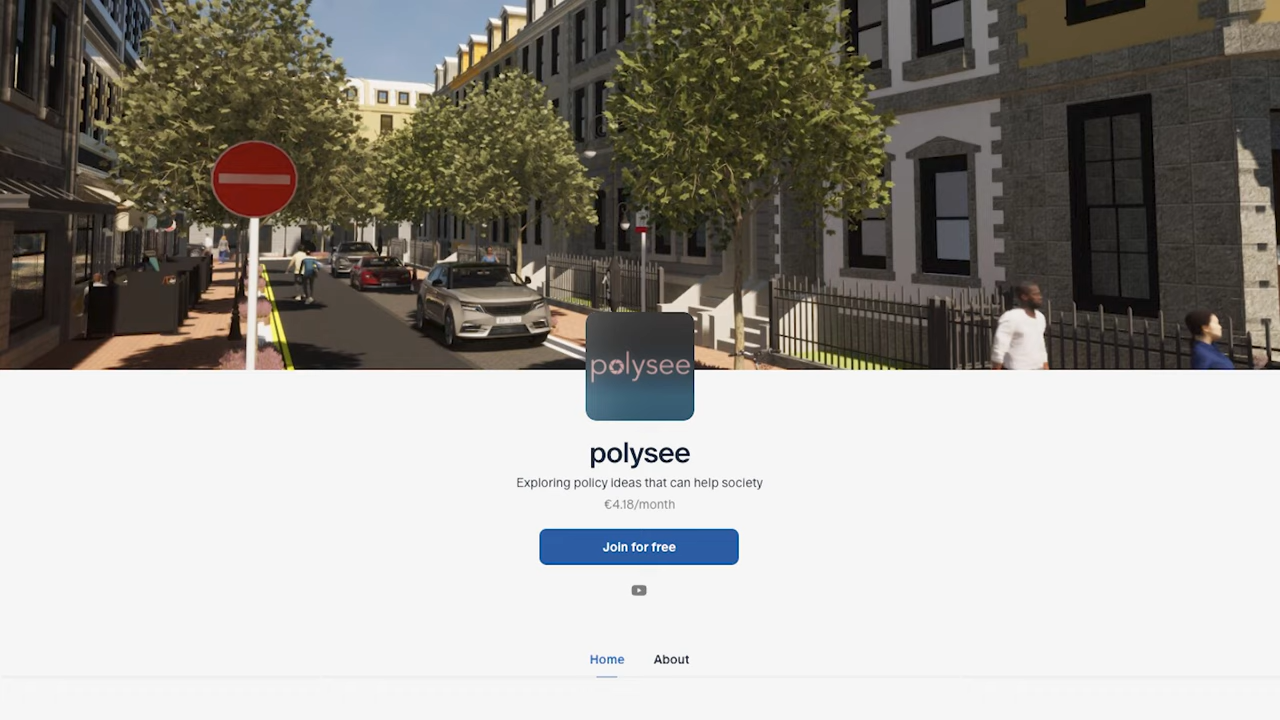 polysee
polysee
Exploring policy ideas that can help society
€4.18/month
Join for free
Home About